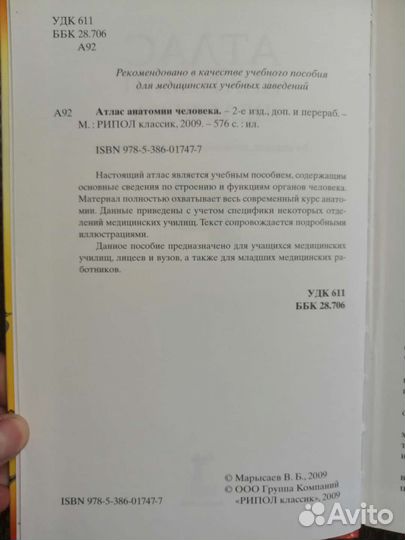 УДК 611
ББК 28.706
А92
Рекомендовано в качестве учебного пособия
для медицинских учебных заведений
А92 Атлас анатомии человека. – 2-е изд., доп. и перераб. –
М. : РИПОЛ классик, 2009. – 576 с. : ил.
ISBN 978-5-386-01747-7
Настоящий атлас является учебным пособием, содержащим
основные сведения по строению и функциям органов человека.
Материал полностью охватывает весь современный курс анато-
мии. Данные приведены с учетом специфики некоторых отде-
лений медицинских училищ. Текст сопровождается подробными
иллюстрациями.
Данное пособие предназначено для учащихся медицинских
училищ, лицеев и вузов, а также для младших медицинских ра-
ботников.
УДК 611
ББК 28.706
© Марысаев В. Б., 2009
© ООО Группа Компаний
ISBN 978-5-386-01747-7 «РИПОЛ классик», 2009
Avito